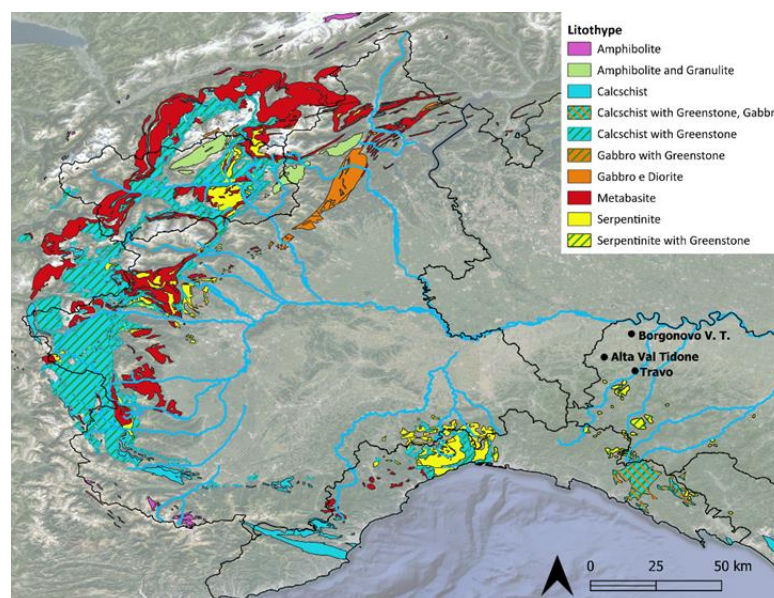 Litothype
Amphibolite
Amphibolite and Granulite
Calcschist
Calcschist with Greenstone, Gabbr
Calcschist with Greenstone
Gabbro with Greenstone
Gabbro e Diorite
Metabasite
Serpentinite
Serpentinite with Greenstone
Borgonovo V. T.
Alta Val Tidone
Travo
0 25 50 km